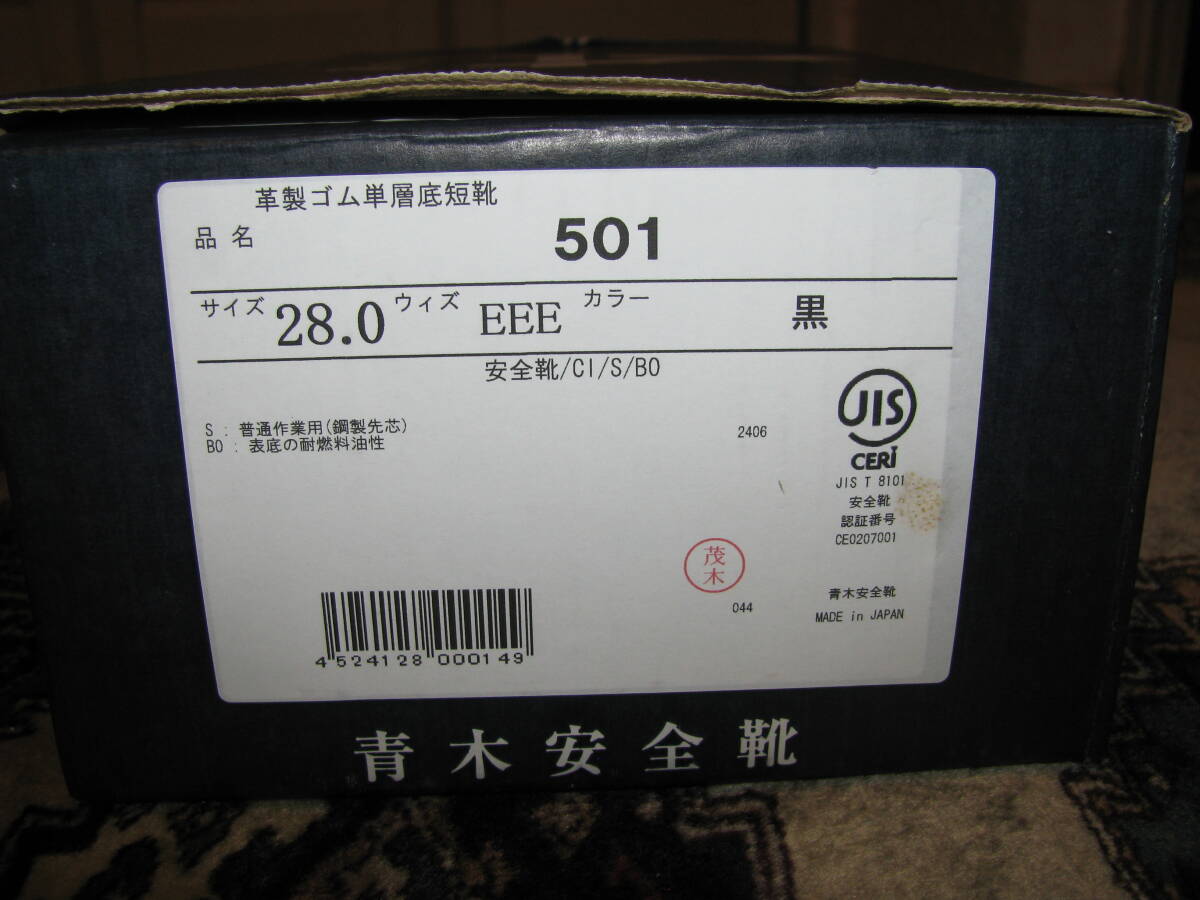 革製ゴム単層底短靴
品名 501
サイズ 28.0 ウィズ EEE カラー 黒
安全靴/CI/S/BO
S : 普通作業用(鋼製先芯)
BO : 表底の耐燃料油性
2406
JIS
CERI
JIS T 8101
安全靴
認証番号
CE0207001
茂木
044
青木安全靴
MADE in JAPAN
4 524128 000149
青木安全靴